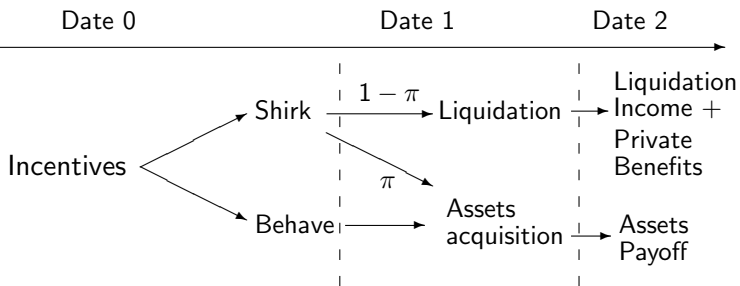 Date 0
Date 1
Date 2
Shirk
1 − π
Liquidation
Liquidation
Income +
Private
Benefits
Incentives
π
Behave
Assets
acquisition
Assets
Payoff